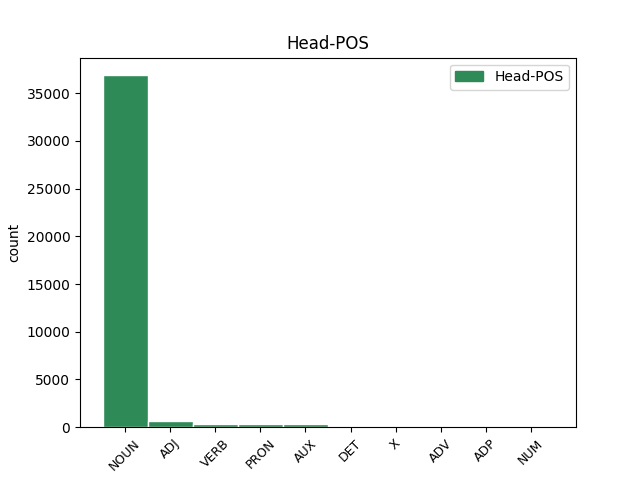 Head-POS
Head-POS
35000
30000
25000
20000
15000
10000
5000
0
count
NOUN
ADJ
VERB
PRON
AUX
DET
X
ADV
ADP
NUM